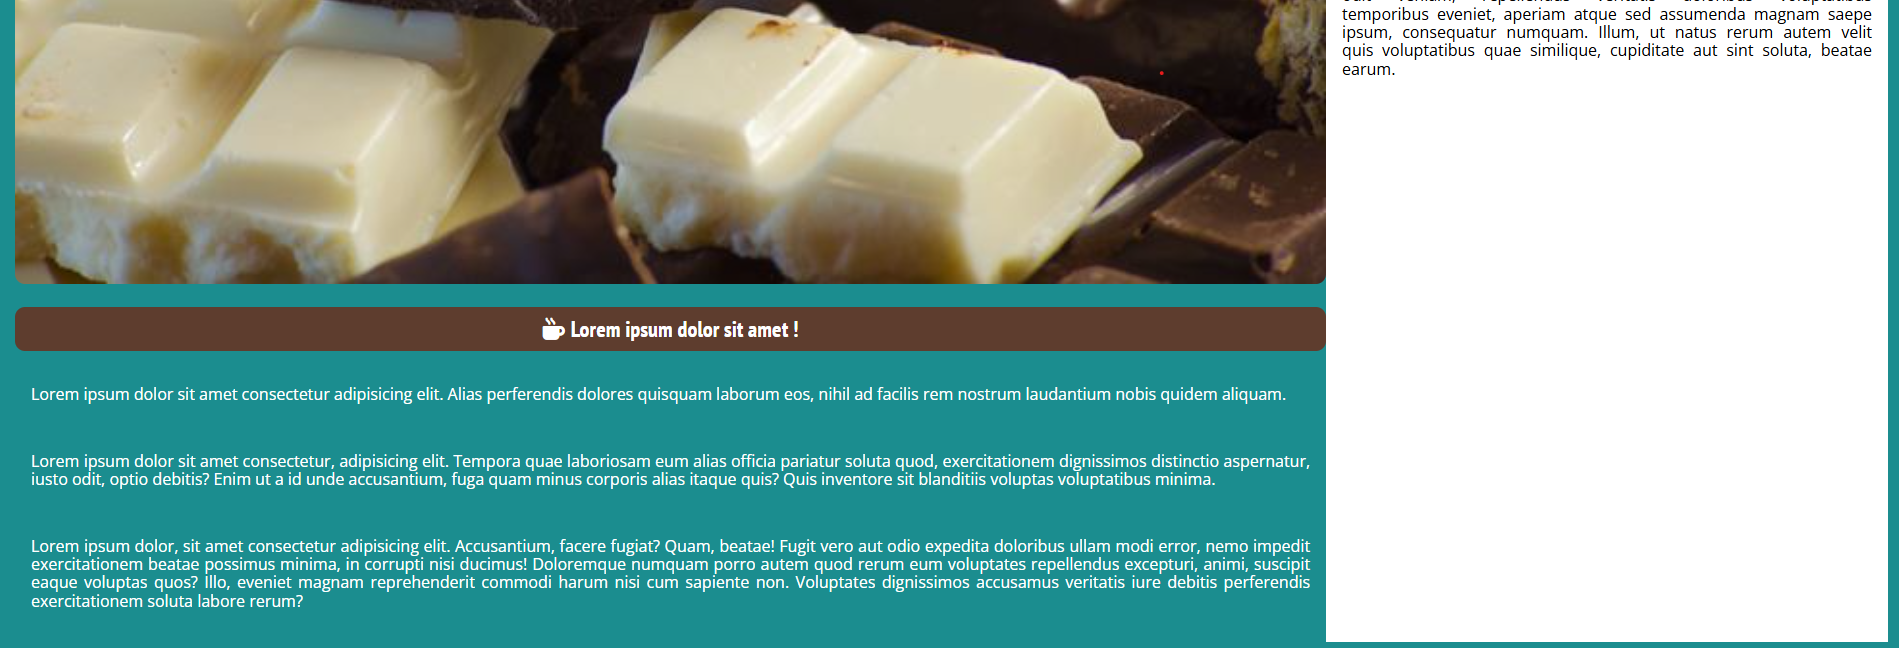 temporibus eveniet, aperiam atque sed assumenda magnam saepe
ipsum, consequatur numquam. Illum, ut natus rerum autem velit
quis voluptatibus quae similique, cupiditate aut sint soluta, beatae
earum.
Lorem ipsum dolor sit amet !
Lorem ipsum dolor sit amet consectetur adipisicing elit. Alias perferendis dolores quisquam laborum eos, nihil ad facilis rem nostrum laudantium nobis quidem aliquam.
Lorem ipsum dolor sit amet consectetur, adipisicing elit. Tempora quae laboriosam eum alias officia pariatur soluta quod, exercitationem dignissimos distinctio aspernatur,
iusto odit, optio debitis? Enim ut a id unde accusantium, fuga quam minus corporis alias itaque quis? Quis inventore sit blanditiis voluptas voluptatibus minima.
Lorem ipsum dolor, sit amet consectetur adipisicing elit. Accusantium, facere fugiat? Quam, beatae! Fugit vero aut odio expedita doloribus ullam modi error, nemo impedit
exercitationem beatae possimus minima, in corrupti nisi ducimus! Doloremque numquam porro autem quod rerum eum voluptates repellendus excepturi, animi, suscipit
eaque voluptas quos? Illo, eveniet magnam reprehenderit commodi harum nisi cum sapiente non. Voluptates dignissimos accusamus veritatis iure debitis perferendis
exercitationem soluta labore rerum?